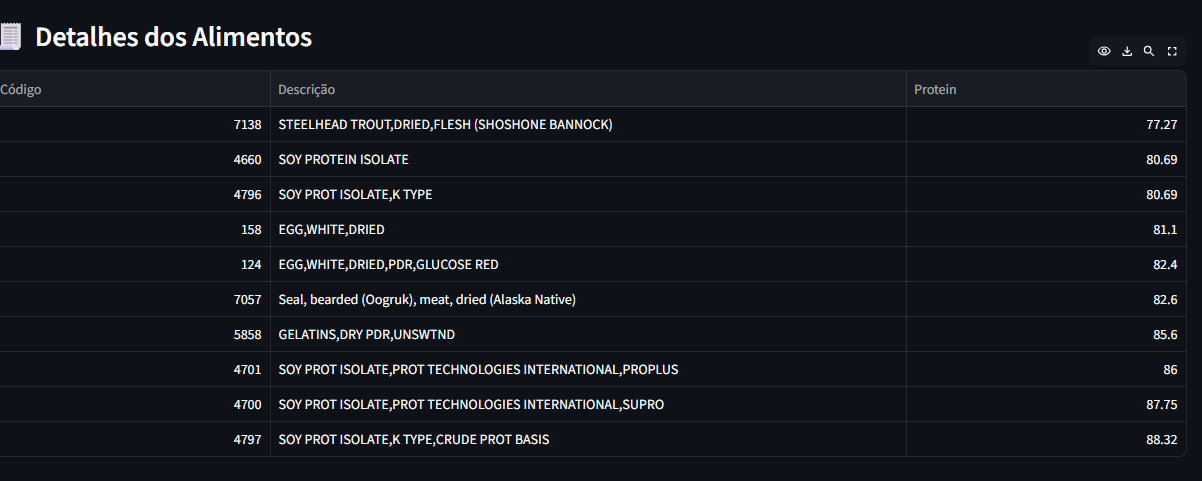 Detalhes dos Alimentos
Código Descrição Protein
7138 STEELHEAD TROUT,DRIED,FLESH (SHOSHONE BANNOCK) 77.27
4660 SOY PROTEIN ISOLATE 80.69
4796 SOY PROT ISOLATE,K TYPE 80.69
158 EGG,WHITE,DRIED 81.1
124 EGG,WHITE,DRIED,PDR,GLUCOSE RED 82.4
7057 Seal, bearded (Oogruk), meat, dried (Alaska Native) 82.6
5858 GELATINS,DRY PDR,UNSWTND 85.6
4701 SOY PROT ISOLATE,PROT TECHNOLOGIES INTERNATIONAL,PROPLUS 86
4700 SOY PROT ISOLATE,PROT TECHNOLOGIES INTERNATIONAL,SUPRO 87.75
4797 SOY PROT ISOLATE,K TYPE,CRUDE PROT BASIS 88.32